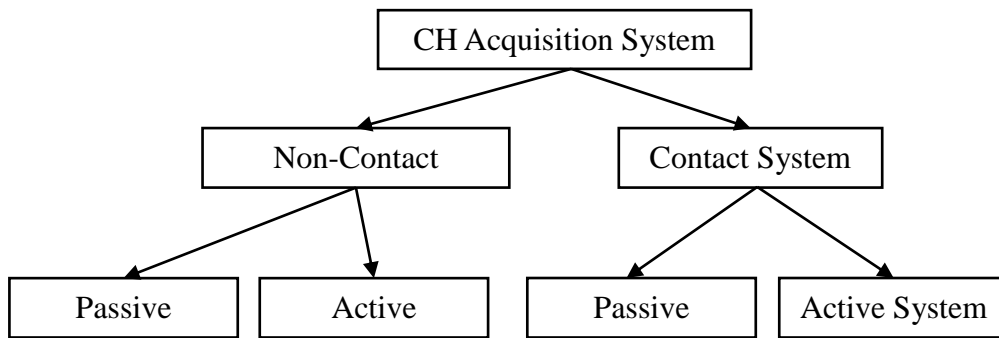 CH Acquisition System
Non-Contact
Contact System
Passive
Active
Passive
Active System